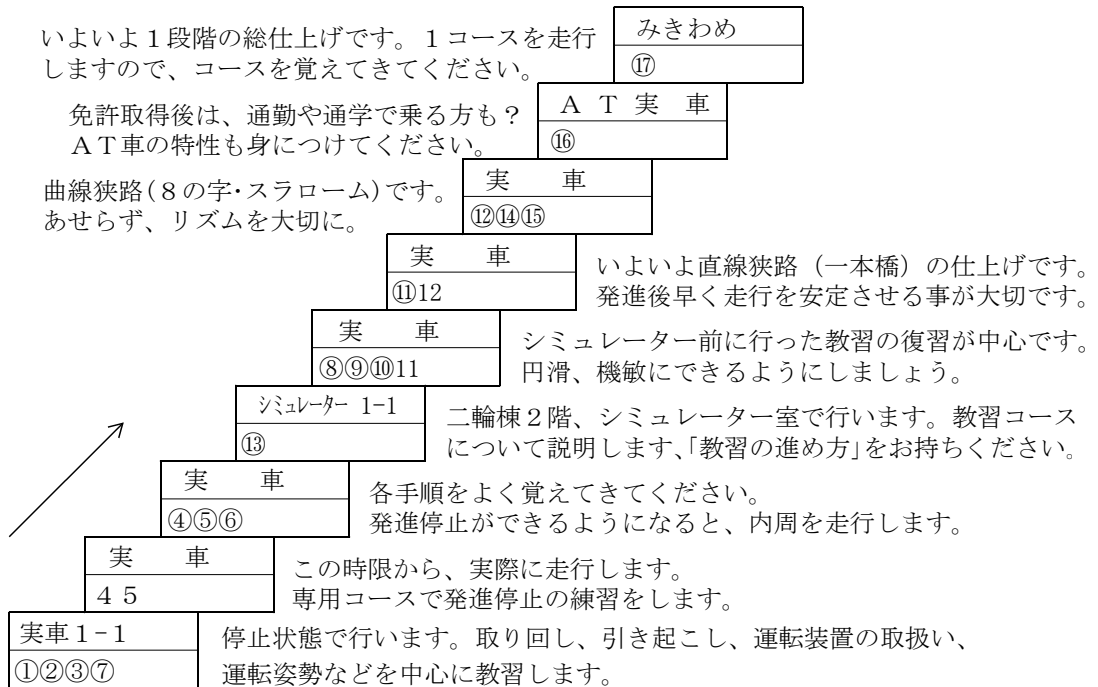 いよいよ１段階の総仕上げです。１コースを走行
しますので、コースを覚えてきてください。
みきわめ
⑰
免許取得後は、通勤や通学で乗る方も？
ＡＴ車の特性も身につけてください。
ＡＴ実　車
⑯
曲線狭路(８の字･スラローム)です。
あせらず、リズムを大切に。
実　　車
⑫⑭⑮
実　　車
⑪12
いよいよ直線狭路（一本橋）の仕上げです。
発進後早く走行を安定させる事が大切です。
実　　車
⑧⑨⑩11
シミュレーター前に行った教習の復習が中心です。
円滑、機敏にできるようにしましょう。
ｼﾐｭﾚｰﾀｰ 1-1
⑬
二輪棟２階、シミュレーター室で行います。教習コース
について説明します､｢教習の進め方｣をお持ちください。
実　　車
④⑤⑥
各手順をよく覚えてきてください。
発進停止ができるようになると、内周を走行します。
実　　車
４５
この時限から、実際に走行します。
専用コースで発進停止の練習をします。
実車１−１
①②③⑦
停止状態で行います。取り回し、引き起こし、運転装置の取扱い、
運転姿勢などを中心に教習します。